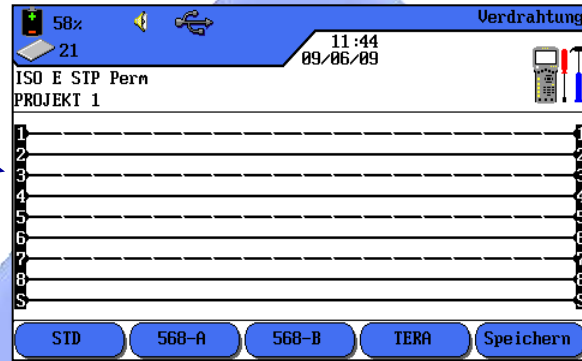 58% Verdrahtung
21 11:44
09/06/09
ISO E STP Perm
PROJEKT 1
1 1
2 2
3 3
4 4
5 5
6 6
7 7
8 8
S S
STD 568-A 568-B TERA Speichern